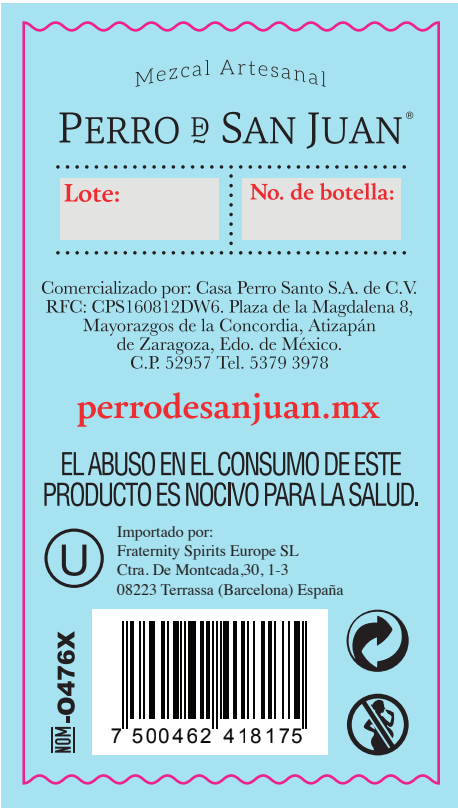 Mezcal Artesanal
PERRO DE SAN JUAN®
Lote:
No. de botella:
Comercializado por: Casa Perro Santo S.A. de C.V.
RFC: CPS160812DW6. Plaza de la Magdalena 8,
Mayorazgos de la Concordia, Atizapán
de Zaragoza, Edo. de México.
C.P. 52957 Tel. 5379 3978
perrodesanjuan.mx
EL ABUSO EN EL CONSUMO DE ESTE
PRODUCTO ES NOCIVO PARA LA SALUD.
U
Importado por:
Fraternity Spirits Europe SL
Ctra. De Montcada,30, 1-3
08223 Terrassa (Barcelona) España
NOM-O476X
7 500462 418175